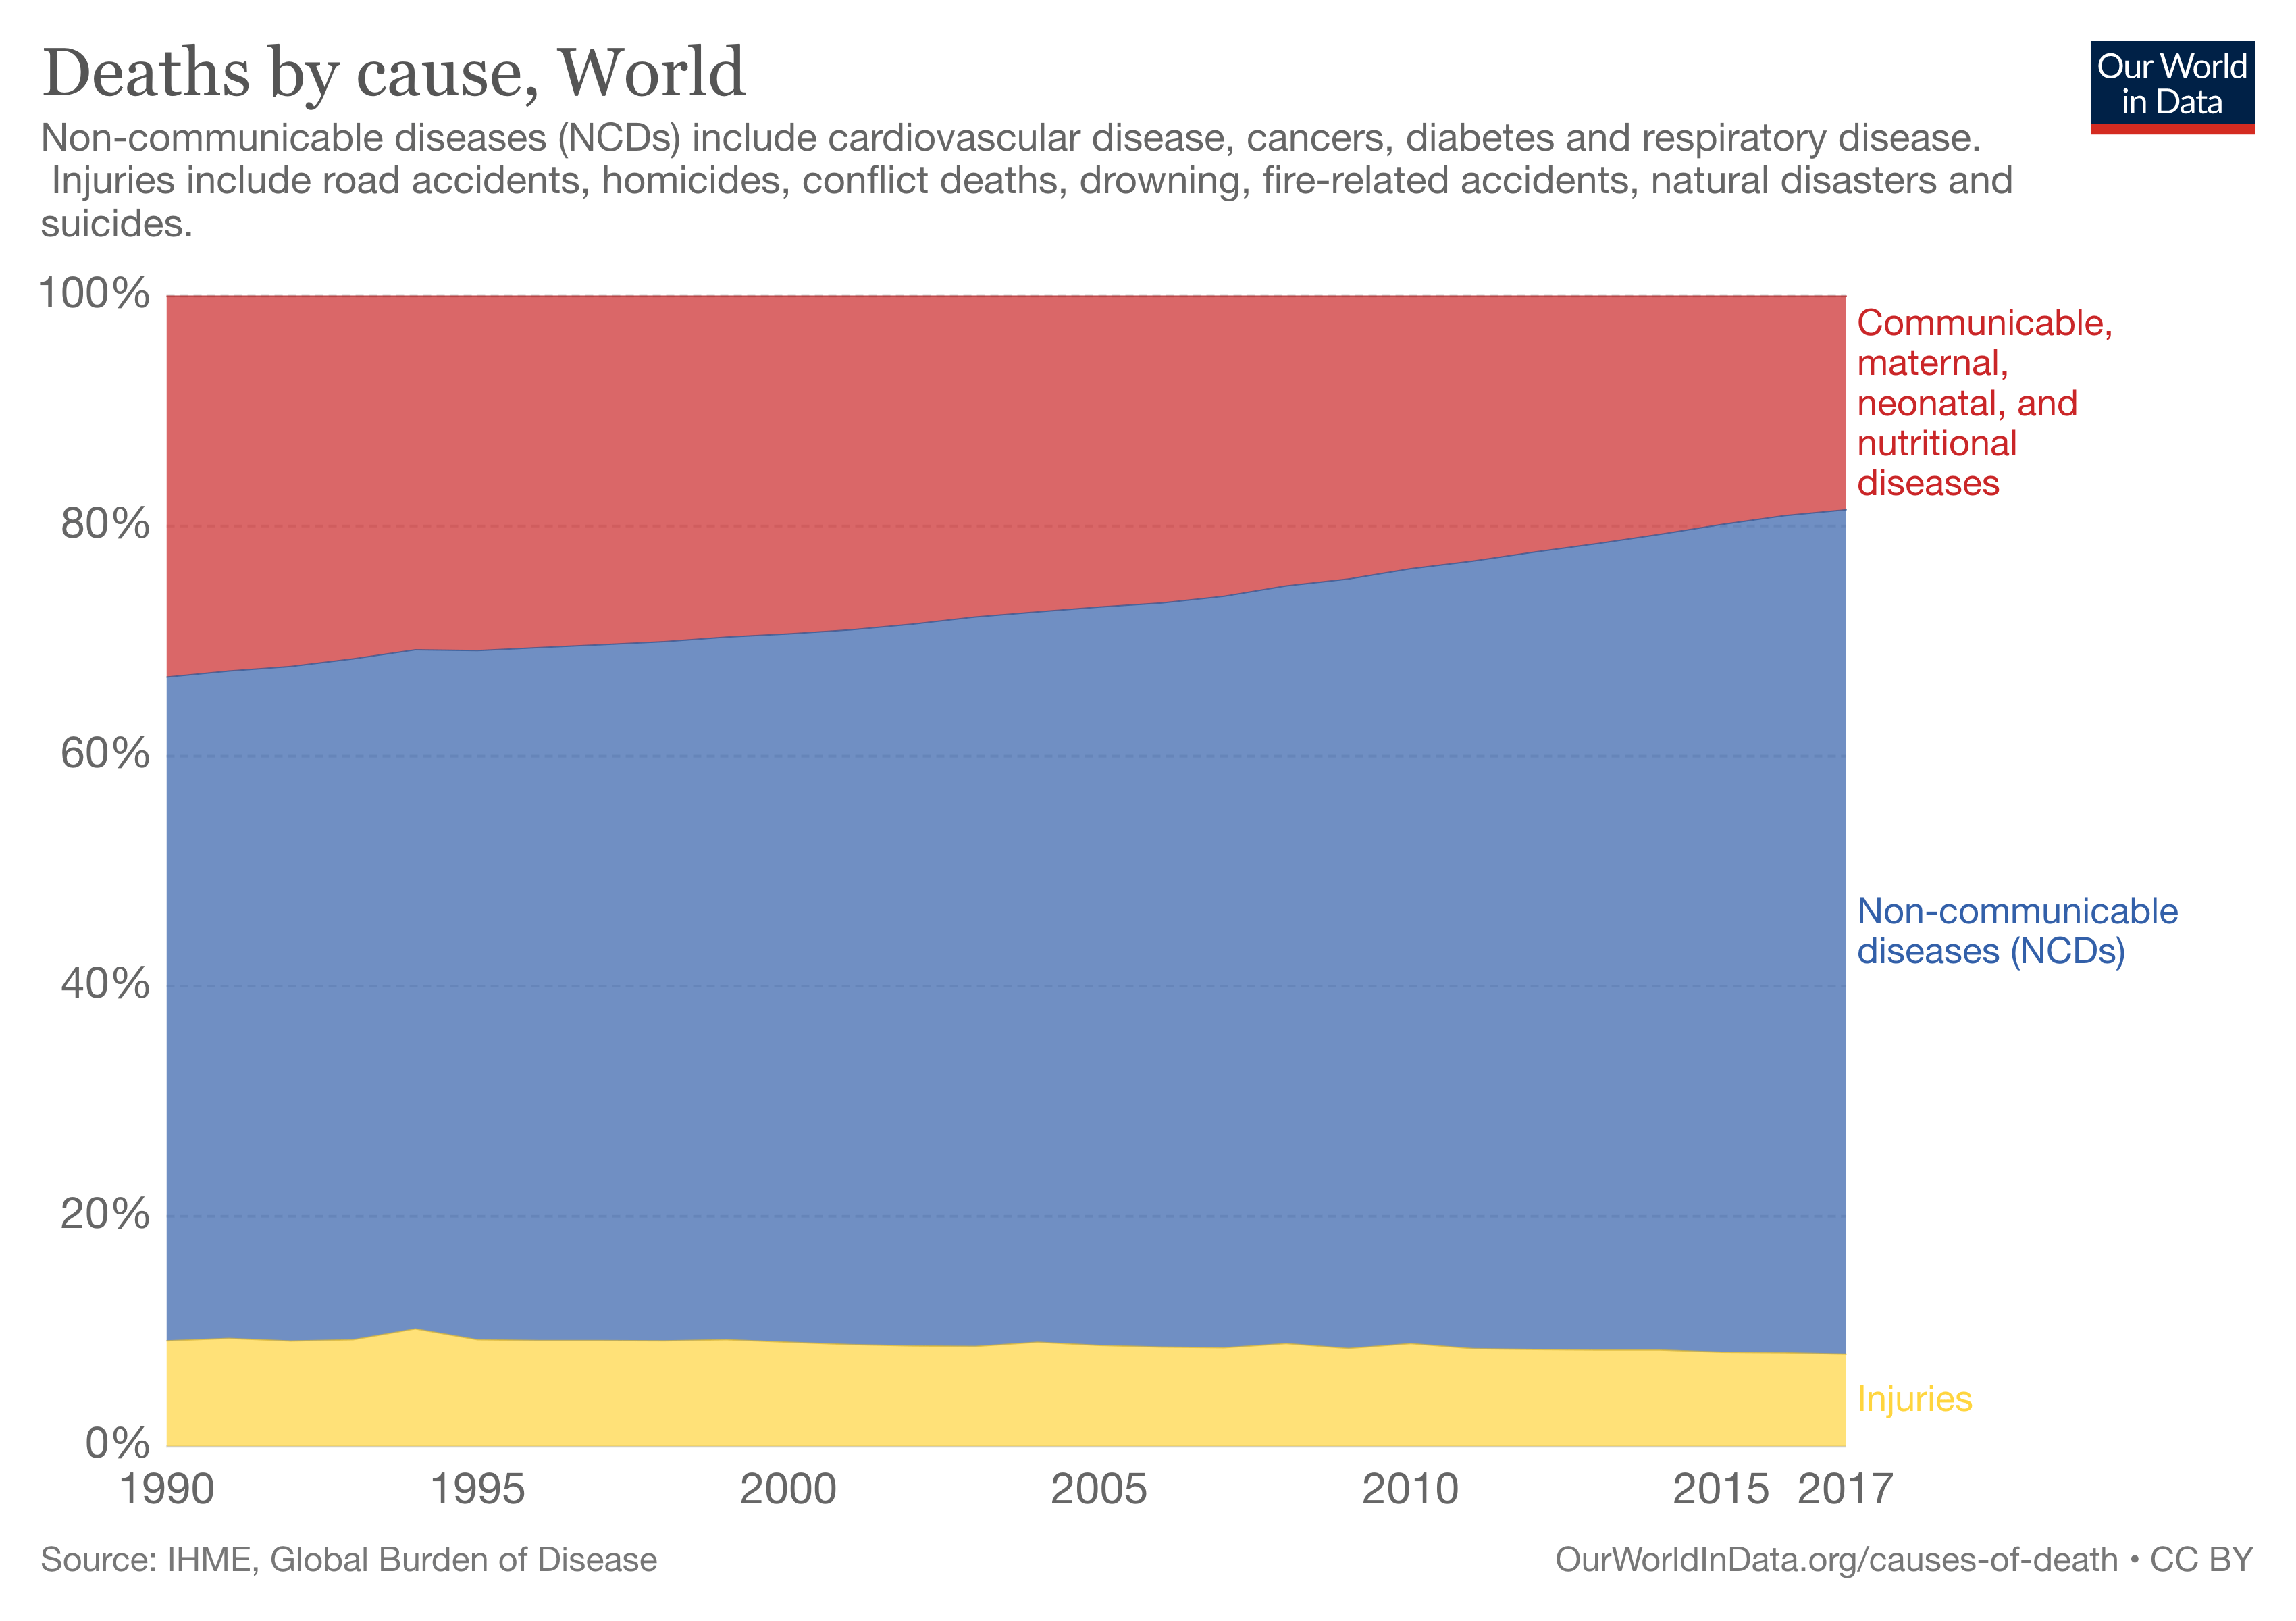 Deaths by cause, World
Our World
in Data
Non-communicable diseases (NCDs) include cardiovascular disease, cancers, diabetes and respiratory disease.
Injuries include road accidents, homicides, conflict deaths, drowning, fire-related accidents, natural disasters and
suicides.
100%
80%
60%
40%
20%
0%
Communicable,
maternal,
neonatal, and
nutritional
diseases
Non-communicable
diseases (NCDs)
Injuries
1990 1995 2000 2005 2010 2015 2017
Source: IHME, Global Burden of Disease
OurWorldInData.org/causes-of-death • CC BY